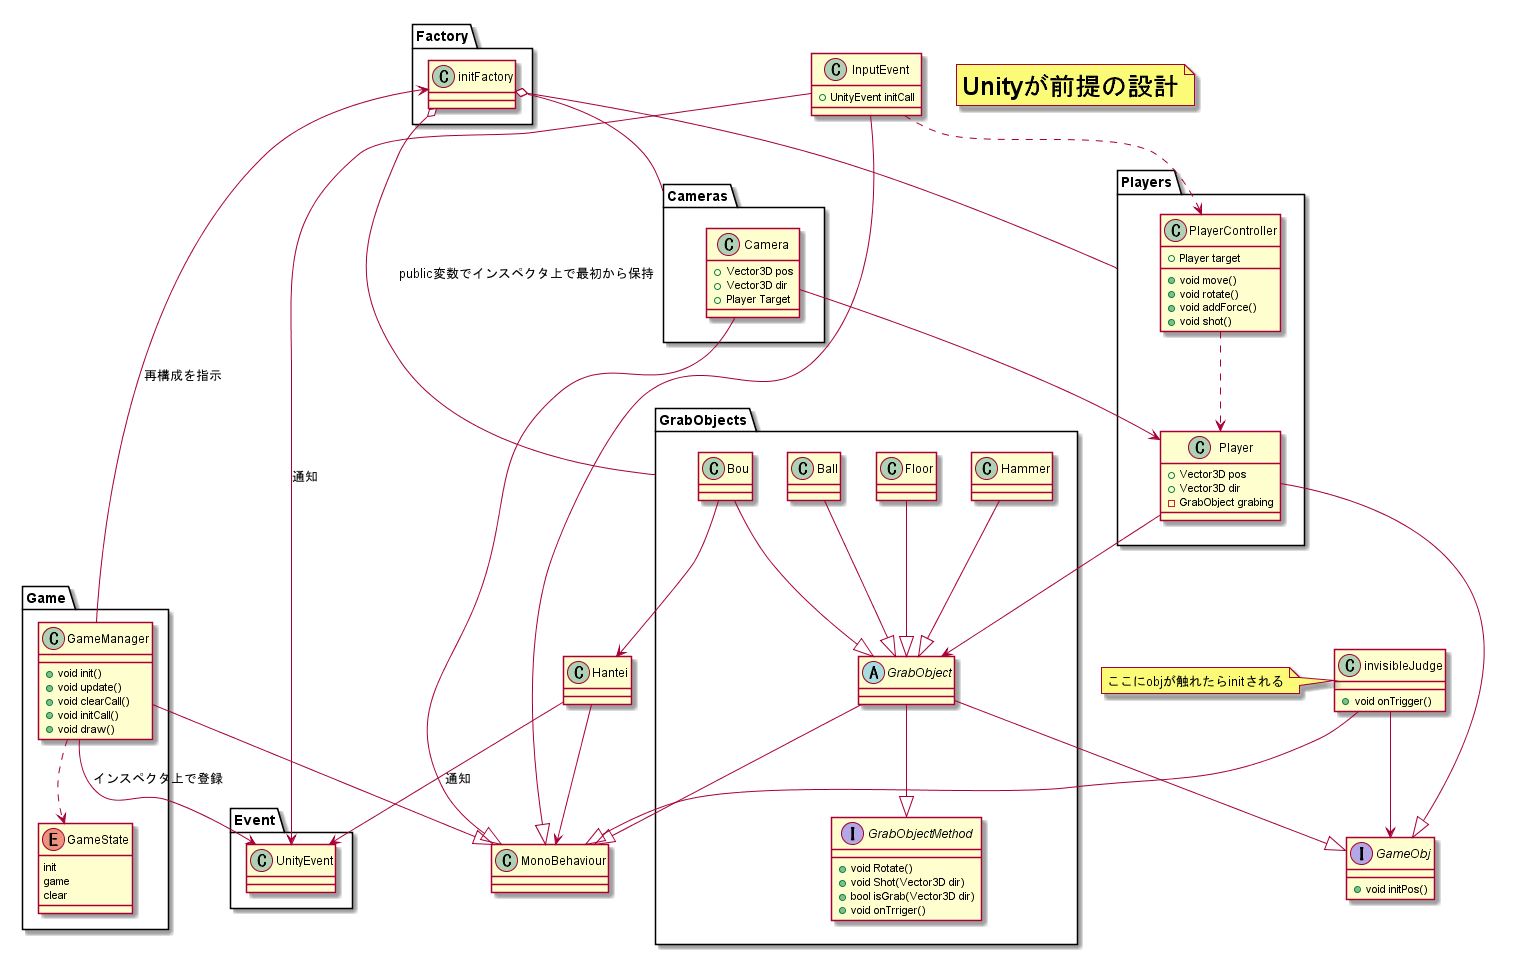 Factory
C initFactory
C InputEvent
UnityEvent initCall
Unityが前提の設計
Players
C PlayerController
Player target
void move()
void rotate()
void addForce()
void shot()
Cameras
C Camera
Vector3D pos
Vector3D dir
Player Target
public変数でインスペクタ上で最初から保持
再構成を指示
通知
GrabObjects
C Bou
C Ball
C Floor
C Hammer
C Player
Vector3D pos
Vector3D dir
GrabObject grabing
Game
C GameManager
void init()
void update()
void clearCall()
void initCall()
void draw()
C Hantei
A GrabObject
ここにobjが触れたらinitされる
C invisibleJudge
void onTrigger()
インスペクタ上で登録
通知
E GameState
init
game
clear
Event
C UnityEvent
C MonoBehaviour
I GrabObjectMethod
void Rotate()
void Shot(Vector3D dir)
bool isGrab(Vector3D dir)
void onTrriger()
I GameObj
void initPos()